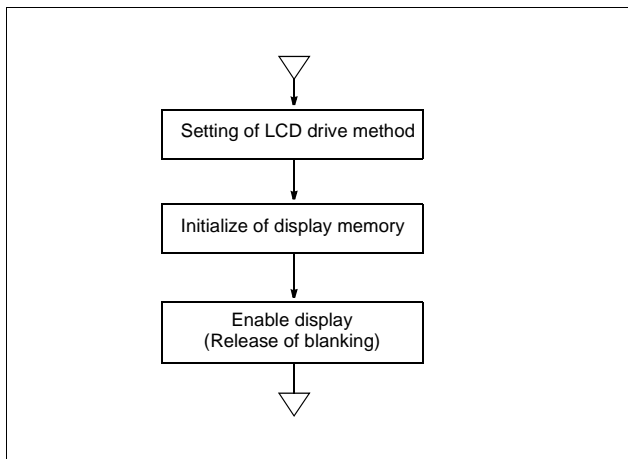 Setting of LCD drive method
Initialize of display memory
Enable display
(Release of blanking)